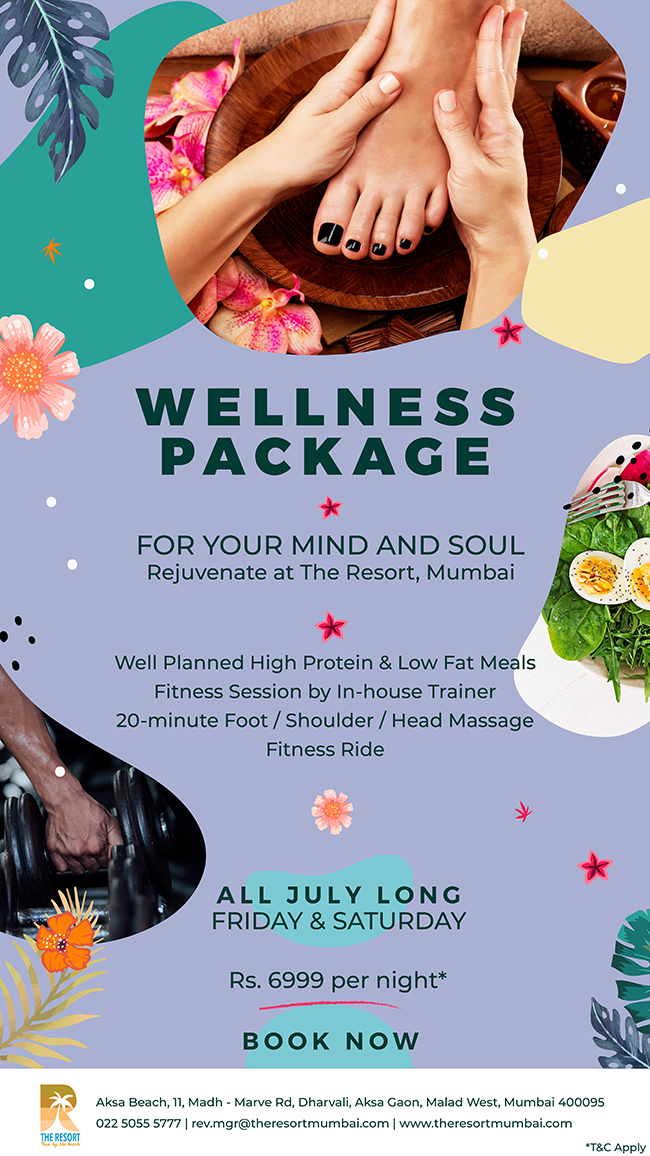 WELLNESS
PACKAGE
FOR YOUR MIND AND SOUL
Rejuvenate at The Resort, Mumbai
Well Planned High Protein & Low Fat Meals
Fitness Session by In-house Trainer
20-minute Foot / Shoulder / Head Massage
Fitness Ride
ALL JULY LONG
FRIDAY & SATURDAY
Rs. 6999 per night*
BOOK NOW
THE RESORT
Aksa Beach, 11, Madh - Marve Rd, Dharvali, Aksa Gaon, Malad West, Mumbai 400095
022 5055 5777 | rev.mgr@theresortmumbai.com | www.theresortmumbai.com
*T&C Apply